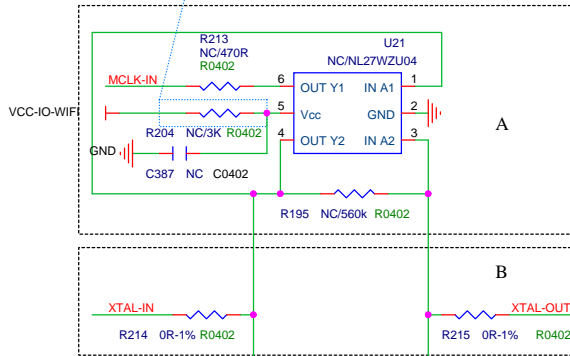 R213
NC/470R
R0402
U21
NC/NL27WZU04
MCLK-IN
6
OUT Y1
IN A1
1
VCC-IO-WIFI
5
Vcc
GND
2
A
R204
NC/3K
R0402
4
OUT Y2
IN A2
3
GND
C387
NC
C0402
R195
NC/560k
R0402
B
XTAL-IN
XTAL-OUT
R214
0R-1%
R0402
R215
0R-1%
R0402